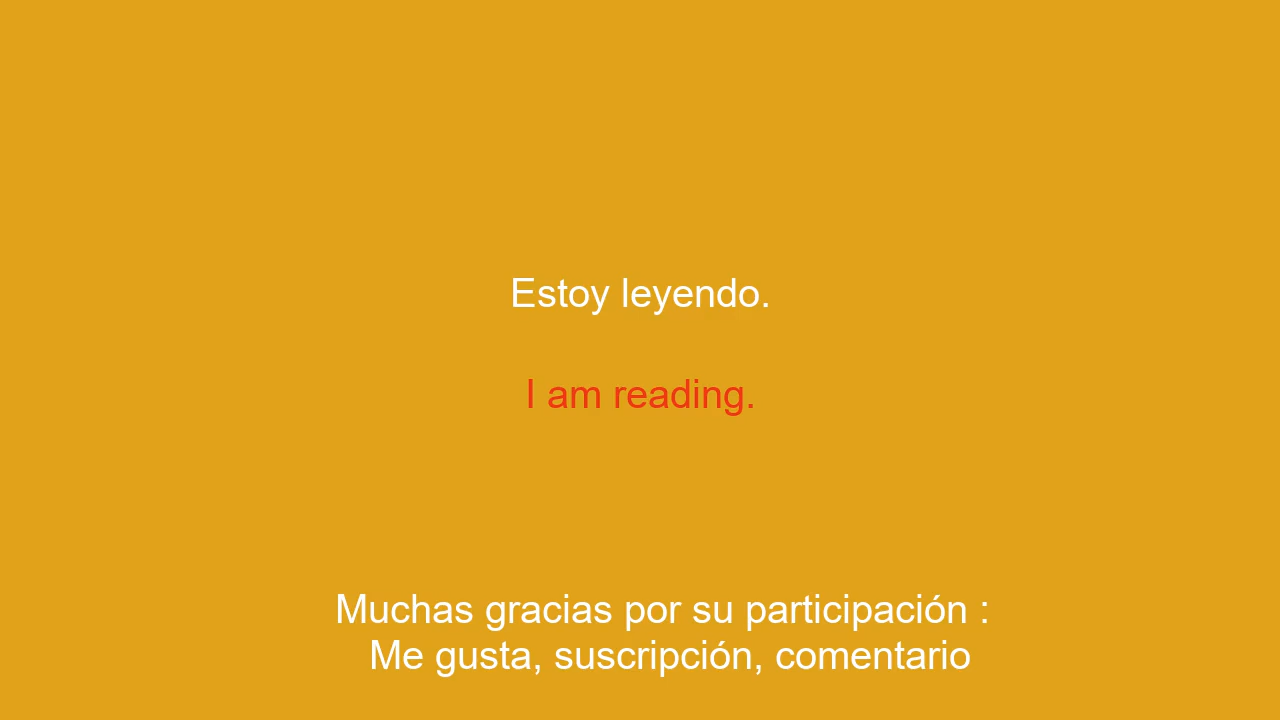 Estoy leyendo.
I am reading.
Muchas gracias por su participación :
Me gusta, suscripción, comentario